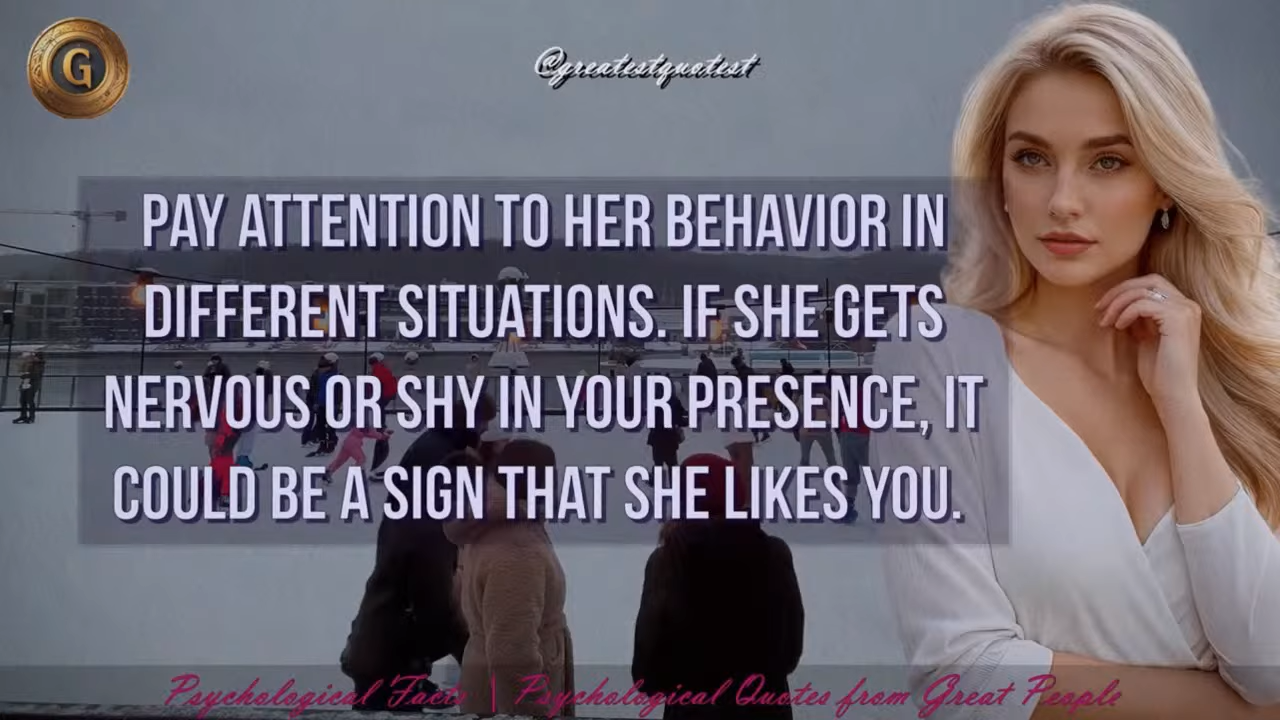 G
@greatestquotest
PAY ATTENTION TO HER BEHAVIOR IN
DIFFERENT SITUATIONS. IF SHE GETS
NERVOUS OR SHY IN YOUR PRESENCE, IT
COULD BE A SIGN THAT SHE LIKES YOU.
Psychological Facts | Psychological Quotes from Great People